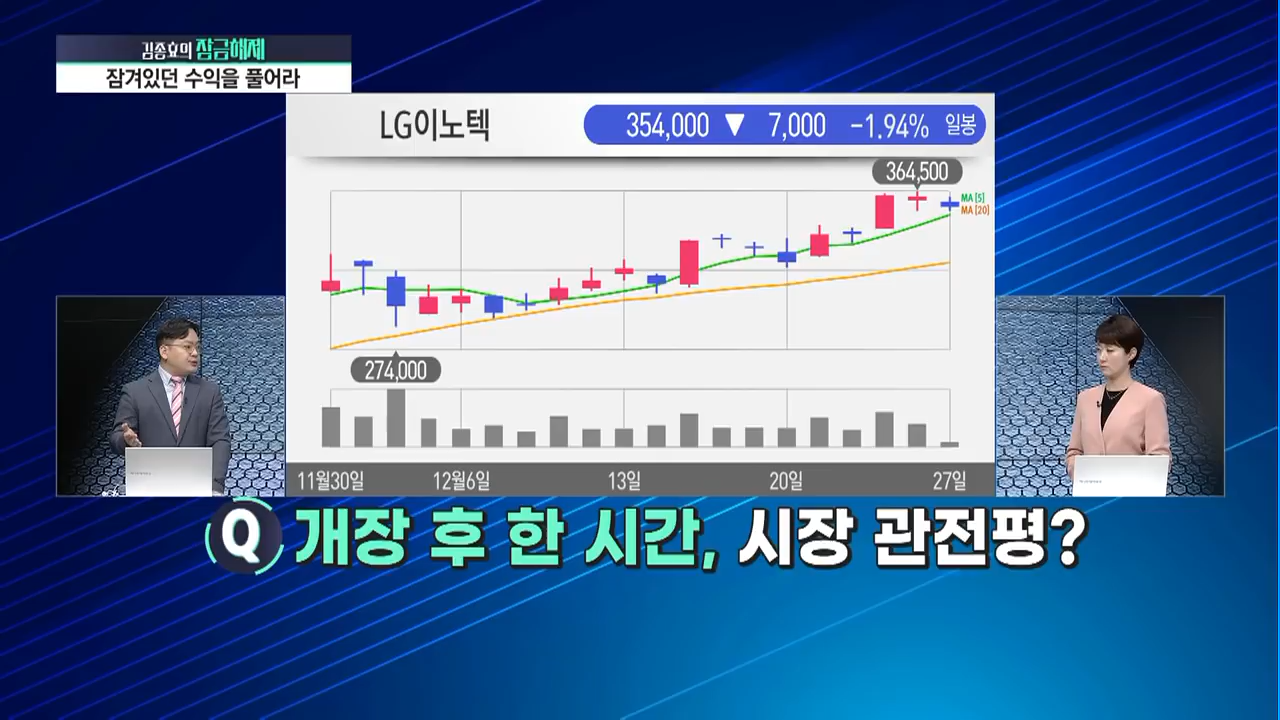 김종효의 잠금해제
잠겨있던 수익을 풀어라
LG이노텍
354,000 ▼ 7,000 -1.94% 일봉
364,500
MA [5]
MA [20]
274,000
11월30일 12월6일 13일 20일 27일
Q 개장 후 한 시간, 시장 관전평?